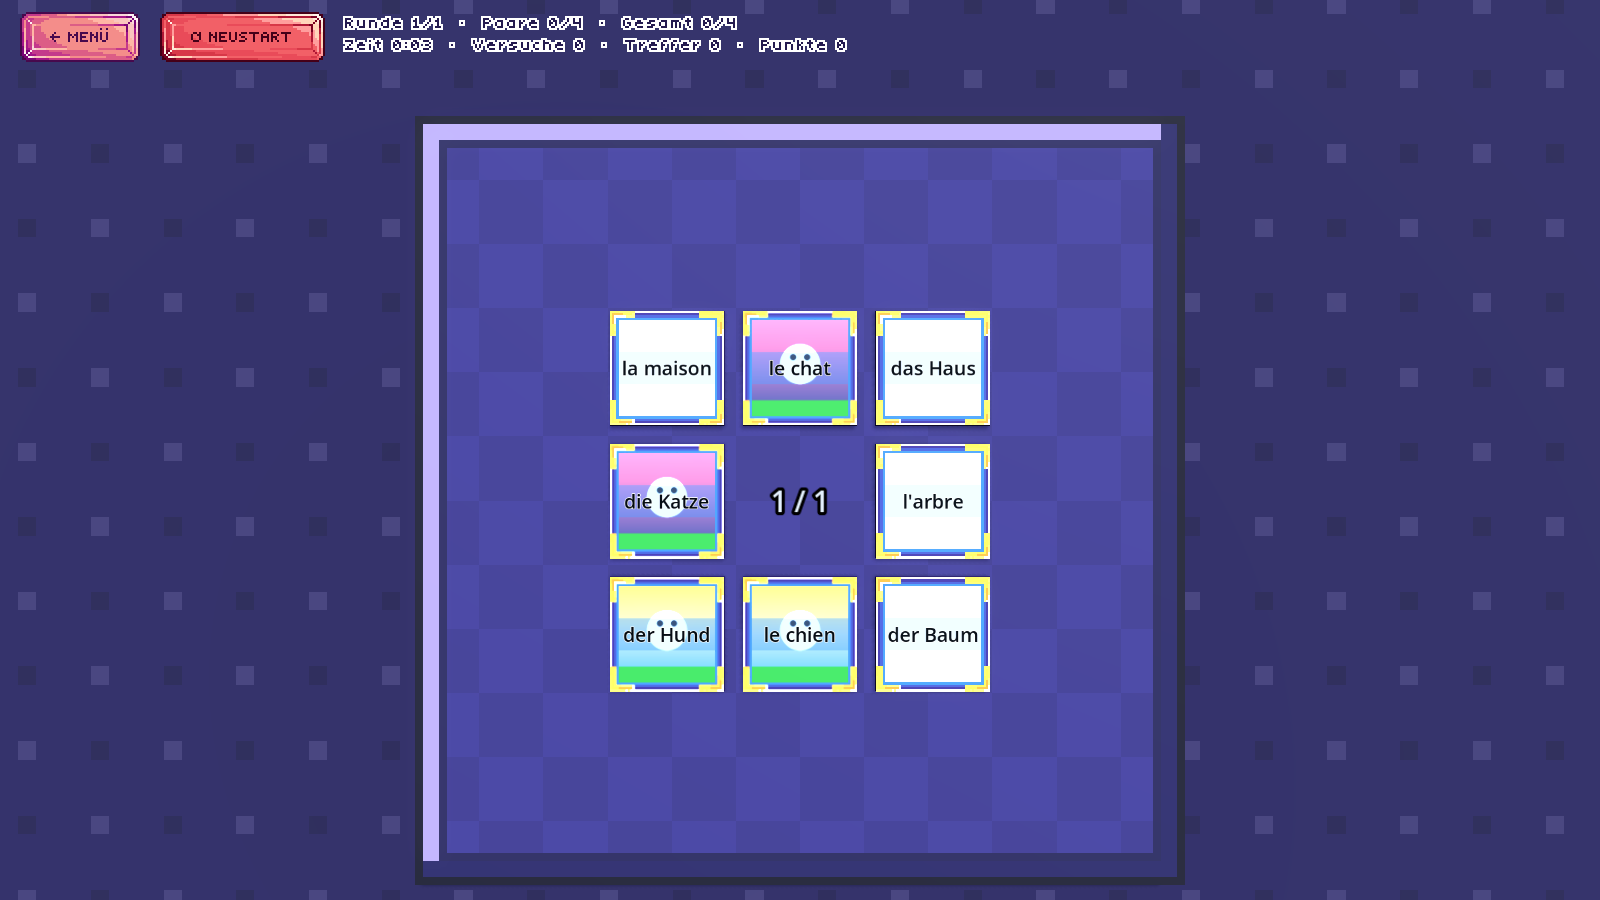 ← MENÜ
↻ NEUSTART
Runde 1/1 · Paare 0/4 · Gesamt 0/4
Zeit 0:03 · Versuche 0 · Treffer 0 · Punkte 0
la maison
le chat
das Haus
die Katze
1/1
l'arbre
der Hund
le chien
der Baum